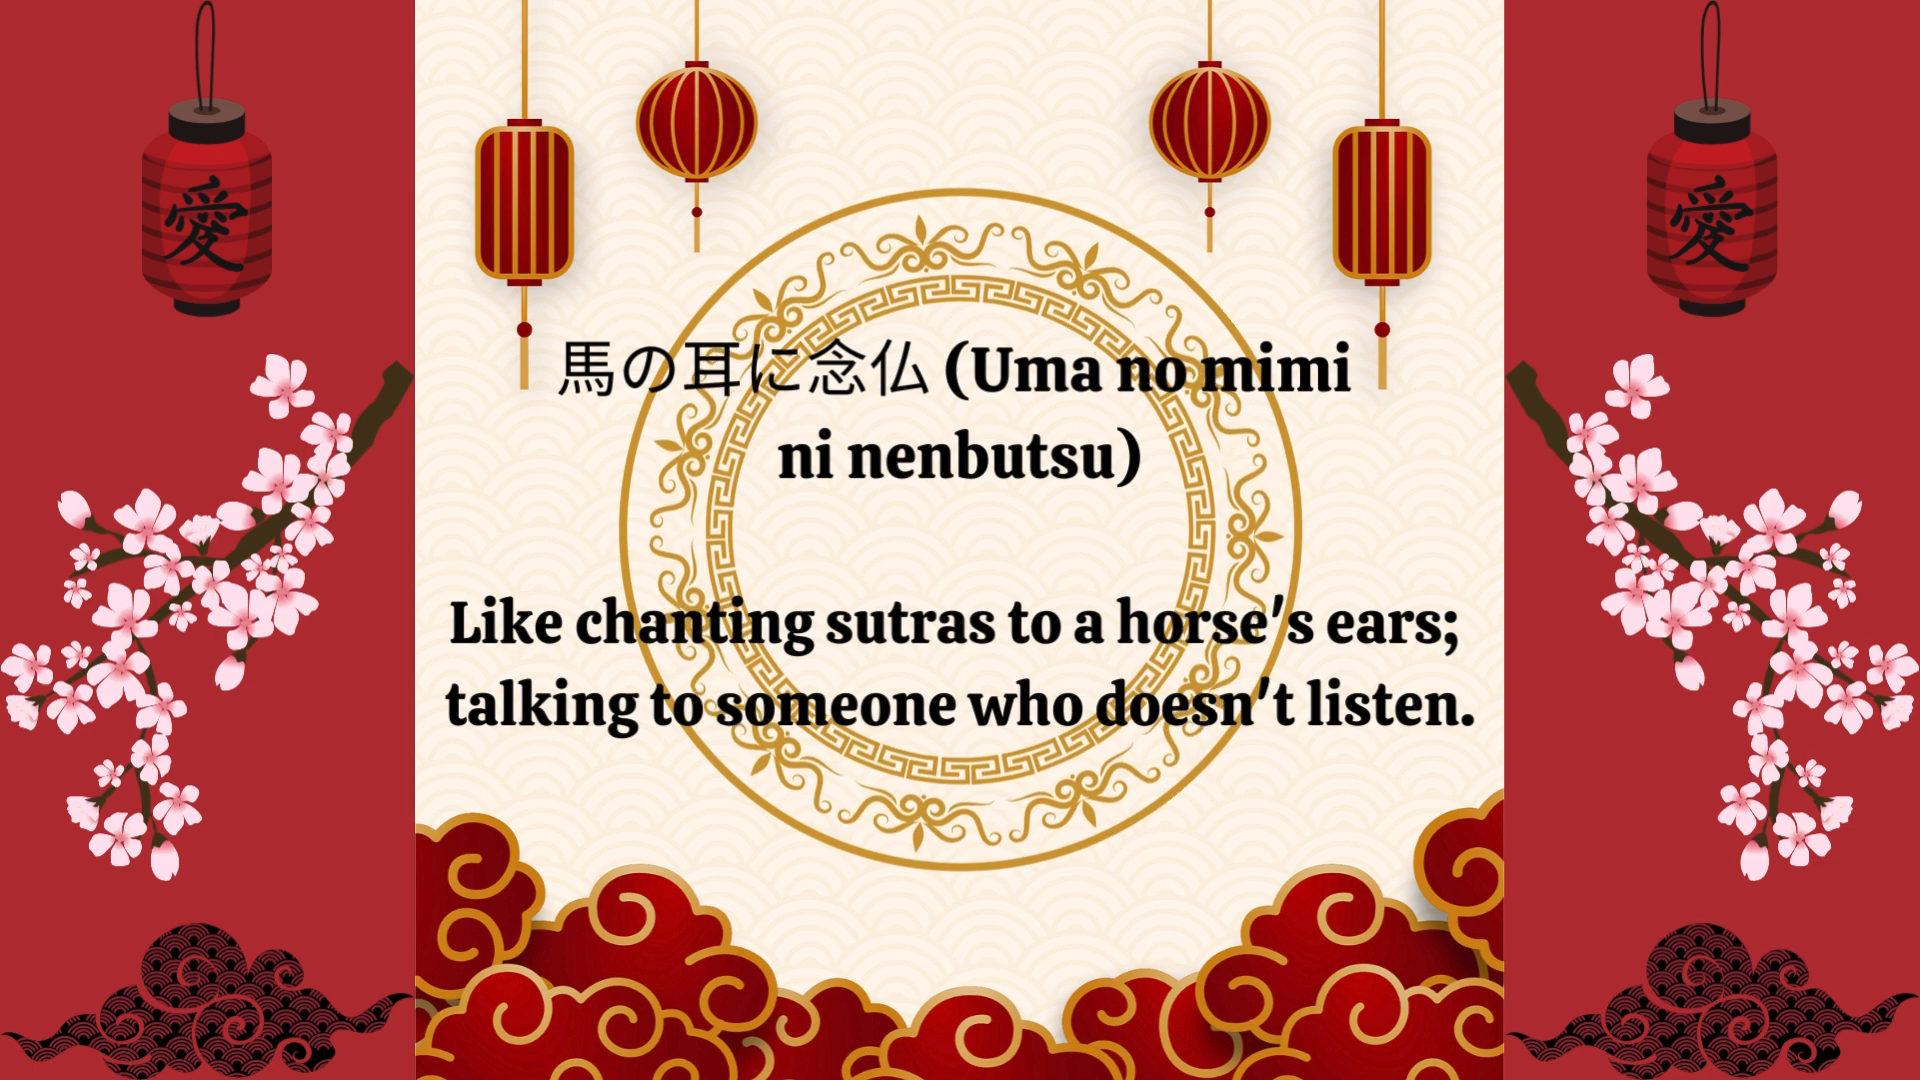 愛
愛
馬の耳に念仏 (Uma no mimi
ni nenbutsu)
Like chanting sutras to a horse's ears;
talking to someone who doesn't listen.